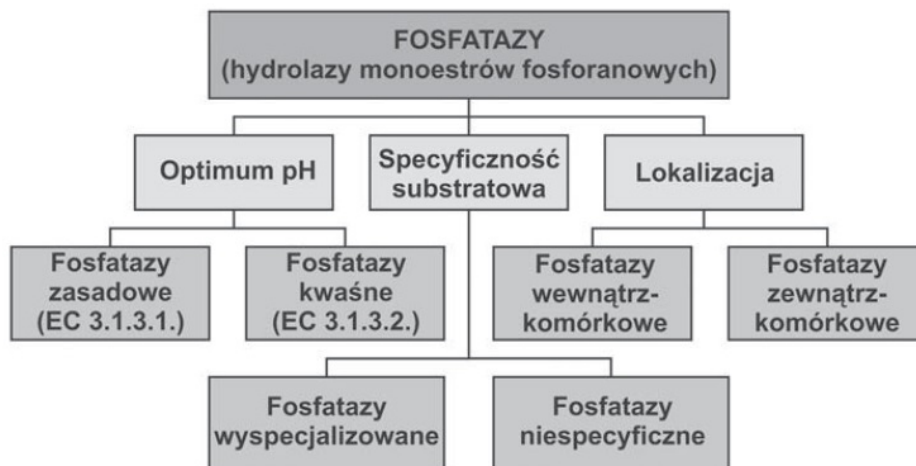 FOSFATAZY
(hydrolazy monoestrów fosforanowych)
Optimum pH
Specyficzność
substratowa
Lokalizacja
Fosfatazy
zasadowe
(EC 3.1.3.1.)
Fosfatazy
kwaśne
(EC 3.1.3.2.)
Fosfatazy
wewnątrz-
komórkowe
Fosfatazy
zewnątrz-
komórkowe
Fosfatazy
wyspecjalizowane
Fosfatazy
niespecyficzne